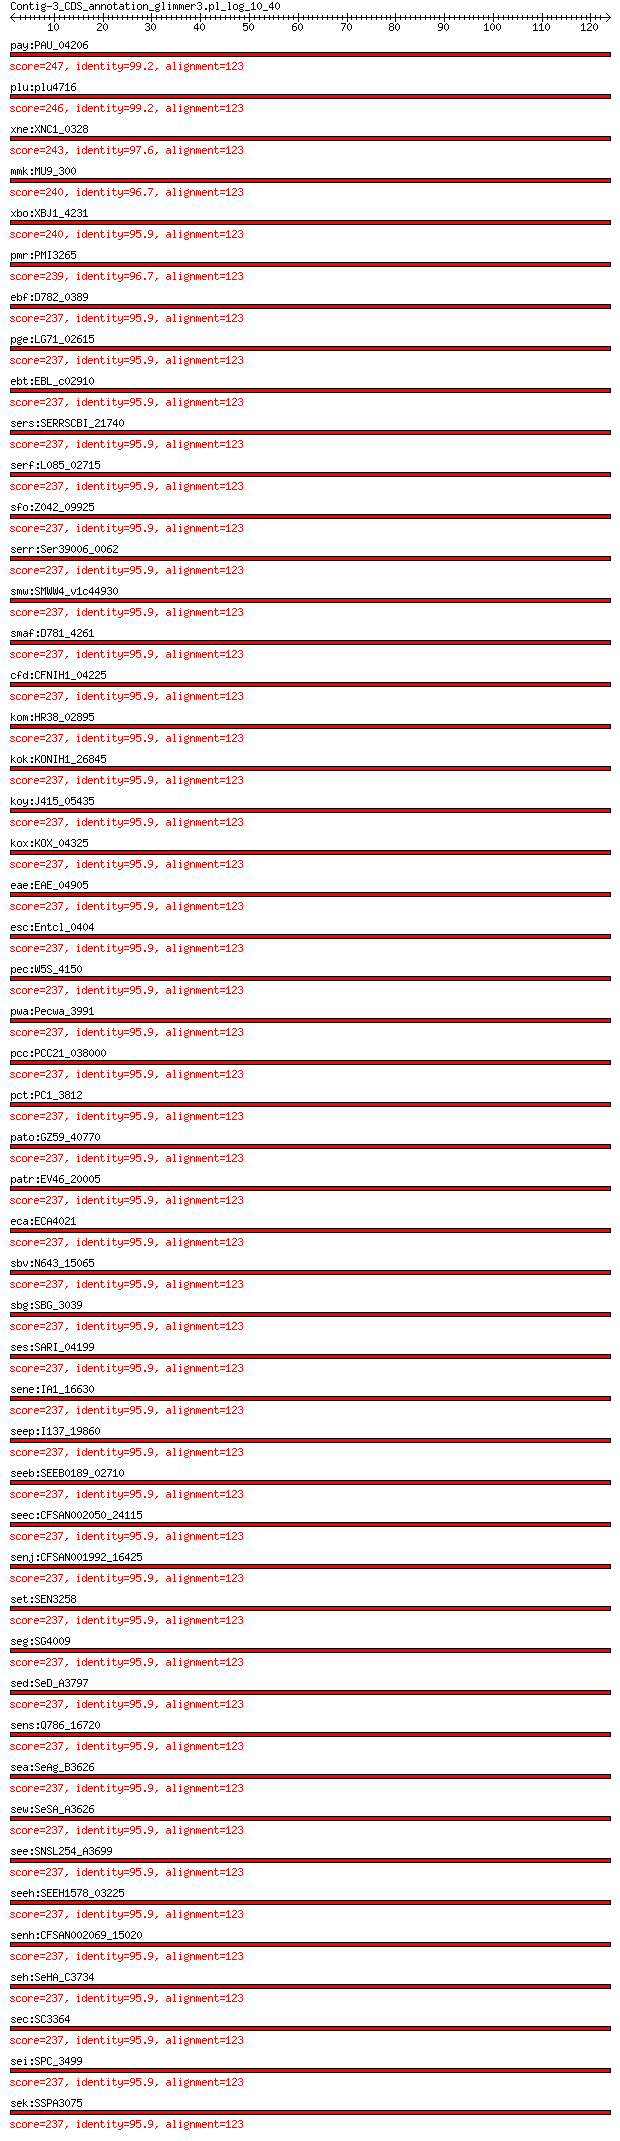 Contig-3_CDS_annotation_glimmer3.pl_log_10_40
10 20 30 40 50 60 70 80 90 100 110 120
pay:PAU_04206
score=247, identity=99.2, alignment=123
plu:plu4716
score=246, identity=99.2, alignment=123
xne:XNC1_0328
score=243, identity=97.6, alignment=123
mmk:MU9_300
score=240, identity=96.7, alignment=123
xbo:XBJ1_4231
score=240, identity=95.9, alignment=123
pmr:PMI3265
score=239, identity=96.7, alignment=123
ebf:D782_0389
score=237, identity=95.9, alignment=123
pge:LG71_02615
score=237, identity=95.9, alignment=123
ebt:EBL_c02910
score=237, identity=95.9, alignment=123
sers:SERRSCBI_21740
score=237, identity=95.9, alignment=123
serf:L085_02715
score=237, identity=95.9, alignment=123
sfo:Z042_09925
score=237, identity=95.9, alignment=123
serr:Ser39006_0062
score=237, identity=95.9, alignment=123
smw:SMWW4_v1c44930
score=237, identity=95.9, alignment=123
smaf:D781_4261
score=237, identity=95.9, alignment=123
cfd:CFNIH1_04225
score=237, identity=95.9, alignment=123
kom:HR38_02895
score=237, identity=95.9, alignment=123
kok:KONIH1_26845
score=237, identity=95.9, alignment=123
koy:J415_05435
score=237, identity=95.9, alignment=123
kox:KOX_04325
score=237, identity=95.9, alignment=123
eae:EAE_04905
score=237, identity=95.9, alignment=123
esc:Entcl_0404
score=237, identity=95.9, alignment=123
pec:W5S_4150
score=237, identity=95.9, alignment=123
pwa:Pecwa_3991
score=237, identity=95.9, alignment=123
pcc:PCC21_038000
score=237, identity=95.9, alignment=123
pct:PC1_3812
score=237, identity=95.9, alignment=123
pato:GZ59_40770
score=237, identity=95.9, alignment=123
patr:EV46_20005
score=237, identity=95.9, alignment=123
eca:ECA4021
score=237, identity=95.9, alignment=123
sbv:N643_15065
score=237, identity=95.9, alignment=123
sbg:SBG_3039
score=237, identity=95.9, alignment=123
ses:SARI_04199
score=237, identity=95.9, alignment=123
sene:IA1_16630
score=237, identity=95.9, alignment=123
seep:I137_19860
score=237, identity=95.9, alignment=123
seeb:SEEB0189_02710
score=237, identity=95.9, alignment=123
seec:CFSAN002050_24115
score=237, identity=95.9, alignment=123
senj:CFSAN001992_16425
score=237, identity=95.9, alignment=123
set:SEN3258
score=237, identity=95.9, alignment=123
seg:SG4009
score=237, identity=95.9, alignment=123
sed:SeD_A3797
score=237, identity=95.9, alignment=123
sens:Q786_16720
score=237, identity=95.9, alignment=123
sea:SeAg_B3626
score=237, identity=95.9, alignment=123
sew:SeSA_A3626
score=237, identity=95.9, alignment=123
see:SNSL254_A3699
score=237, identity=95.9, alignment=123
seeh:SEEH1578_03225
score=237, identity=95.9, alignment=123
senh:CFSAN002069_15020
score=237, identity=95.9, alignment=123
seh:SeHA_C3734
score=237, identity=95.9, alignment=123
sec:SC3364
score=237, identity=95.9, alignment=123
sei:SPC_3499
score=237, identity=95.9, alignment=123
sek:SSPA3075
score=237, identity=95.9, alignment=123